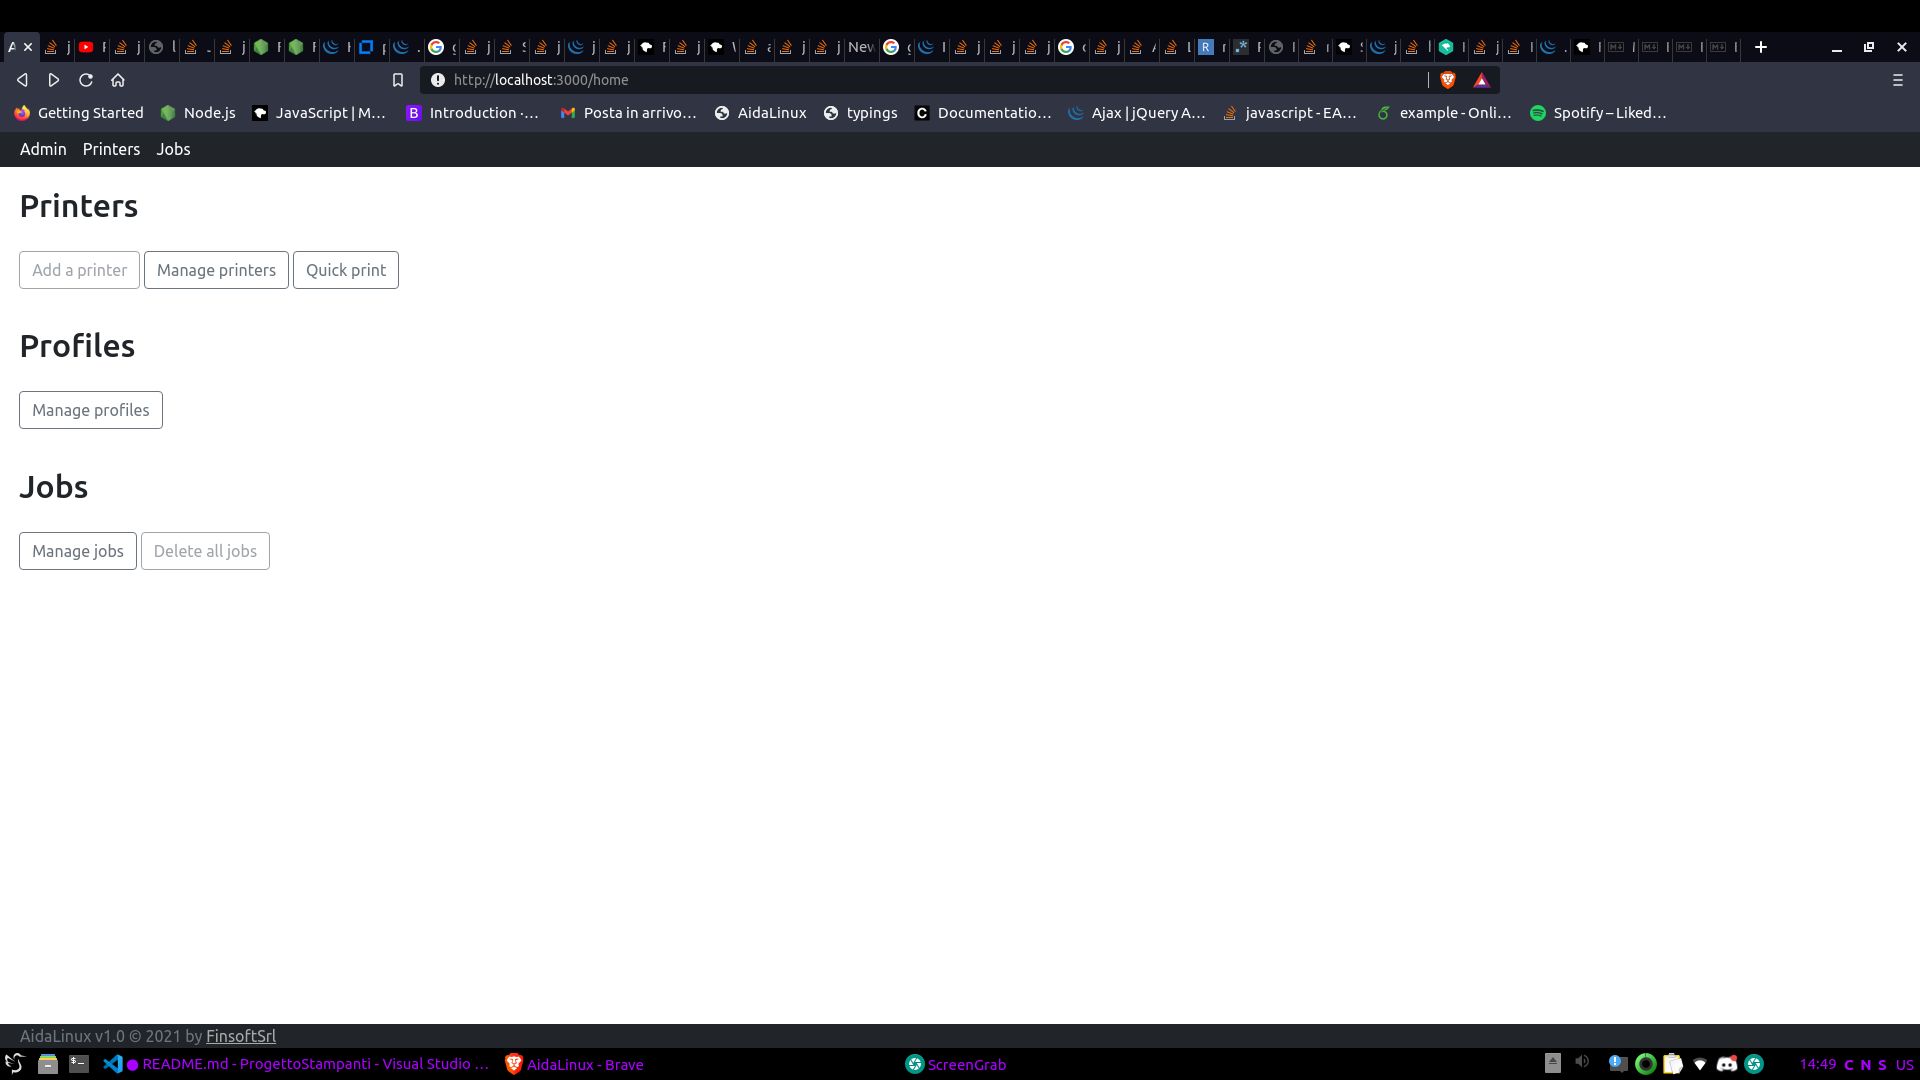 http://localhost:3000/home
Getting Started Node.js JavaScript | M... Introduction ·... Posta in arrivo... AidaLinux typings Documentatio... Ajax | jQuery A... javascript - EA... example - Onli... Spotify – Liked...
Admin Printers Jobs
Printers
Add a printer Manage printers Quick print
Profiles
Manage profiles
Jobs
Manage jobs Delete all jobs
AidaLinux v1.0 © 2021 by FinsoftSrl
README.md - ProgettoStampanti - Visual Studio ... AidaLinux - Brave ScreenGrab 14:49 C N S US